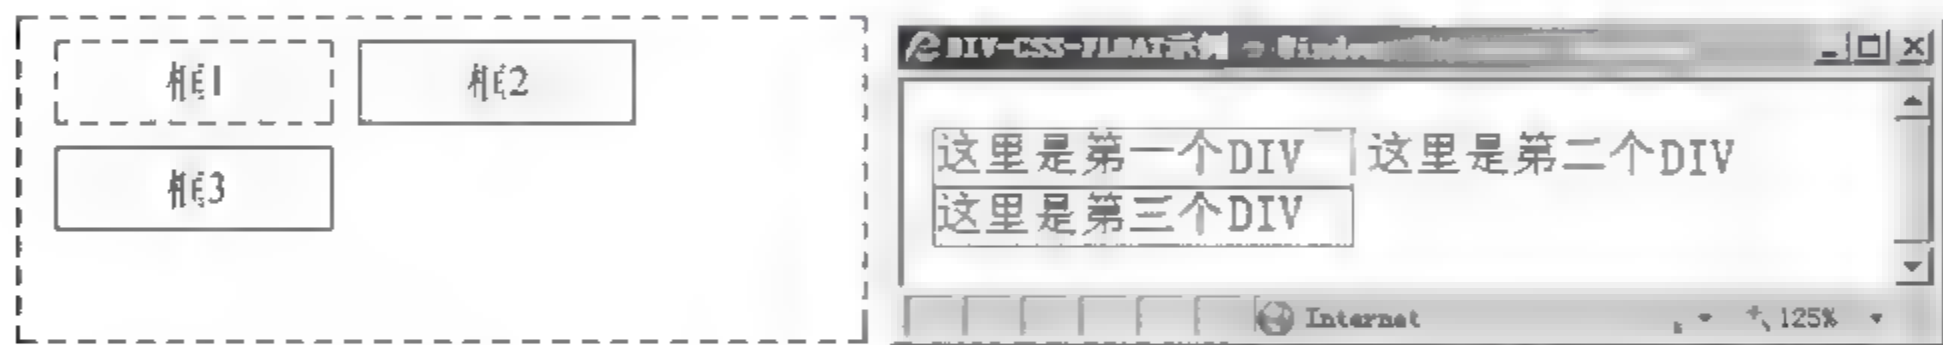 框1 框2
框3
DIV-CSS-FLOAT示例 - Windows
这里是第一个DIV 这里是第二个DIV
这里是第三个DIV
Internet 125%